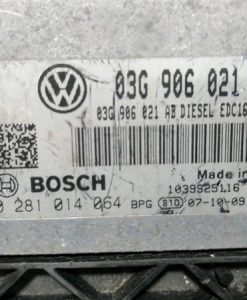 03G 906 021
03G 906 021 AB DIESEL EDC16
BOSCH
Made in
1039S25116
0 281 014 064 BPG 810 07-10-09